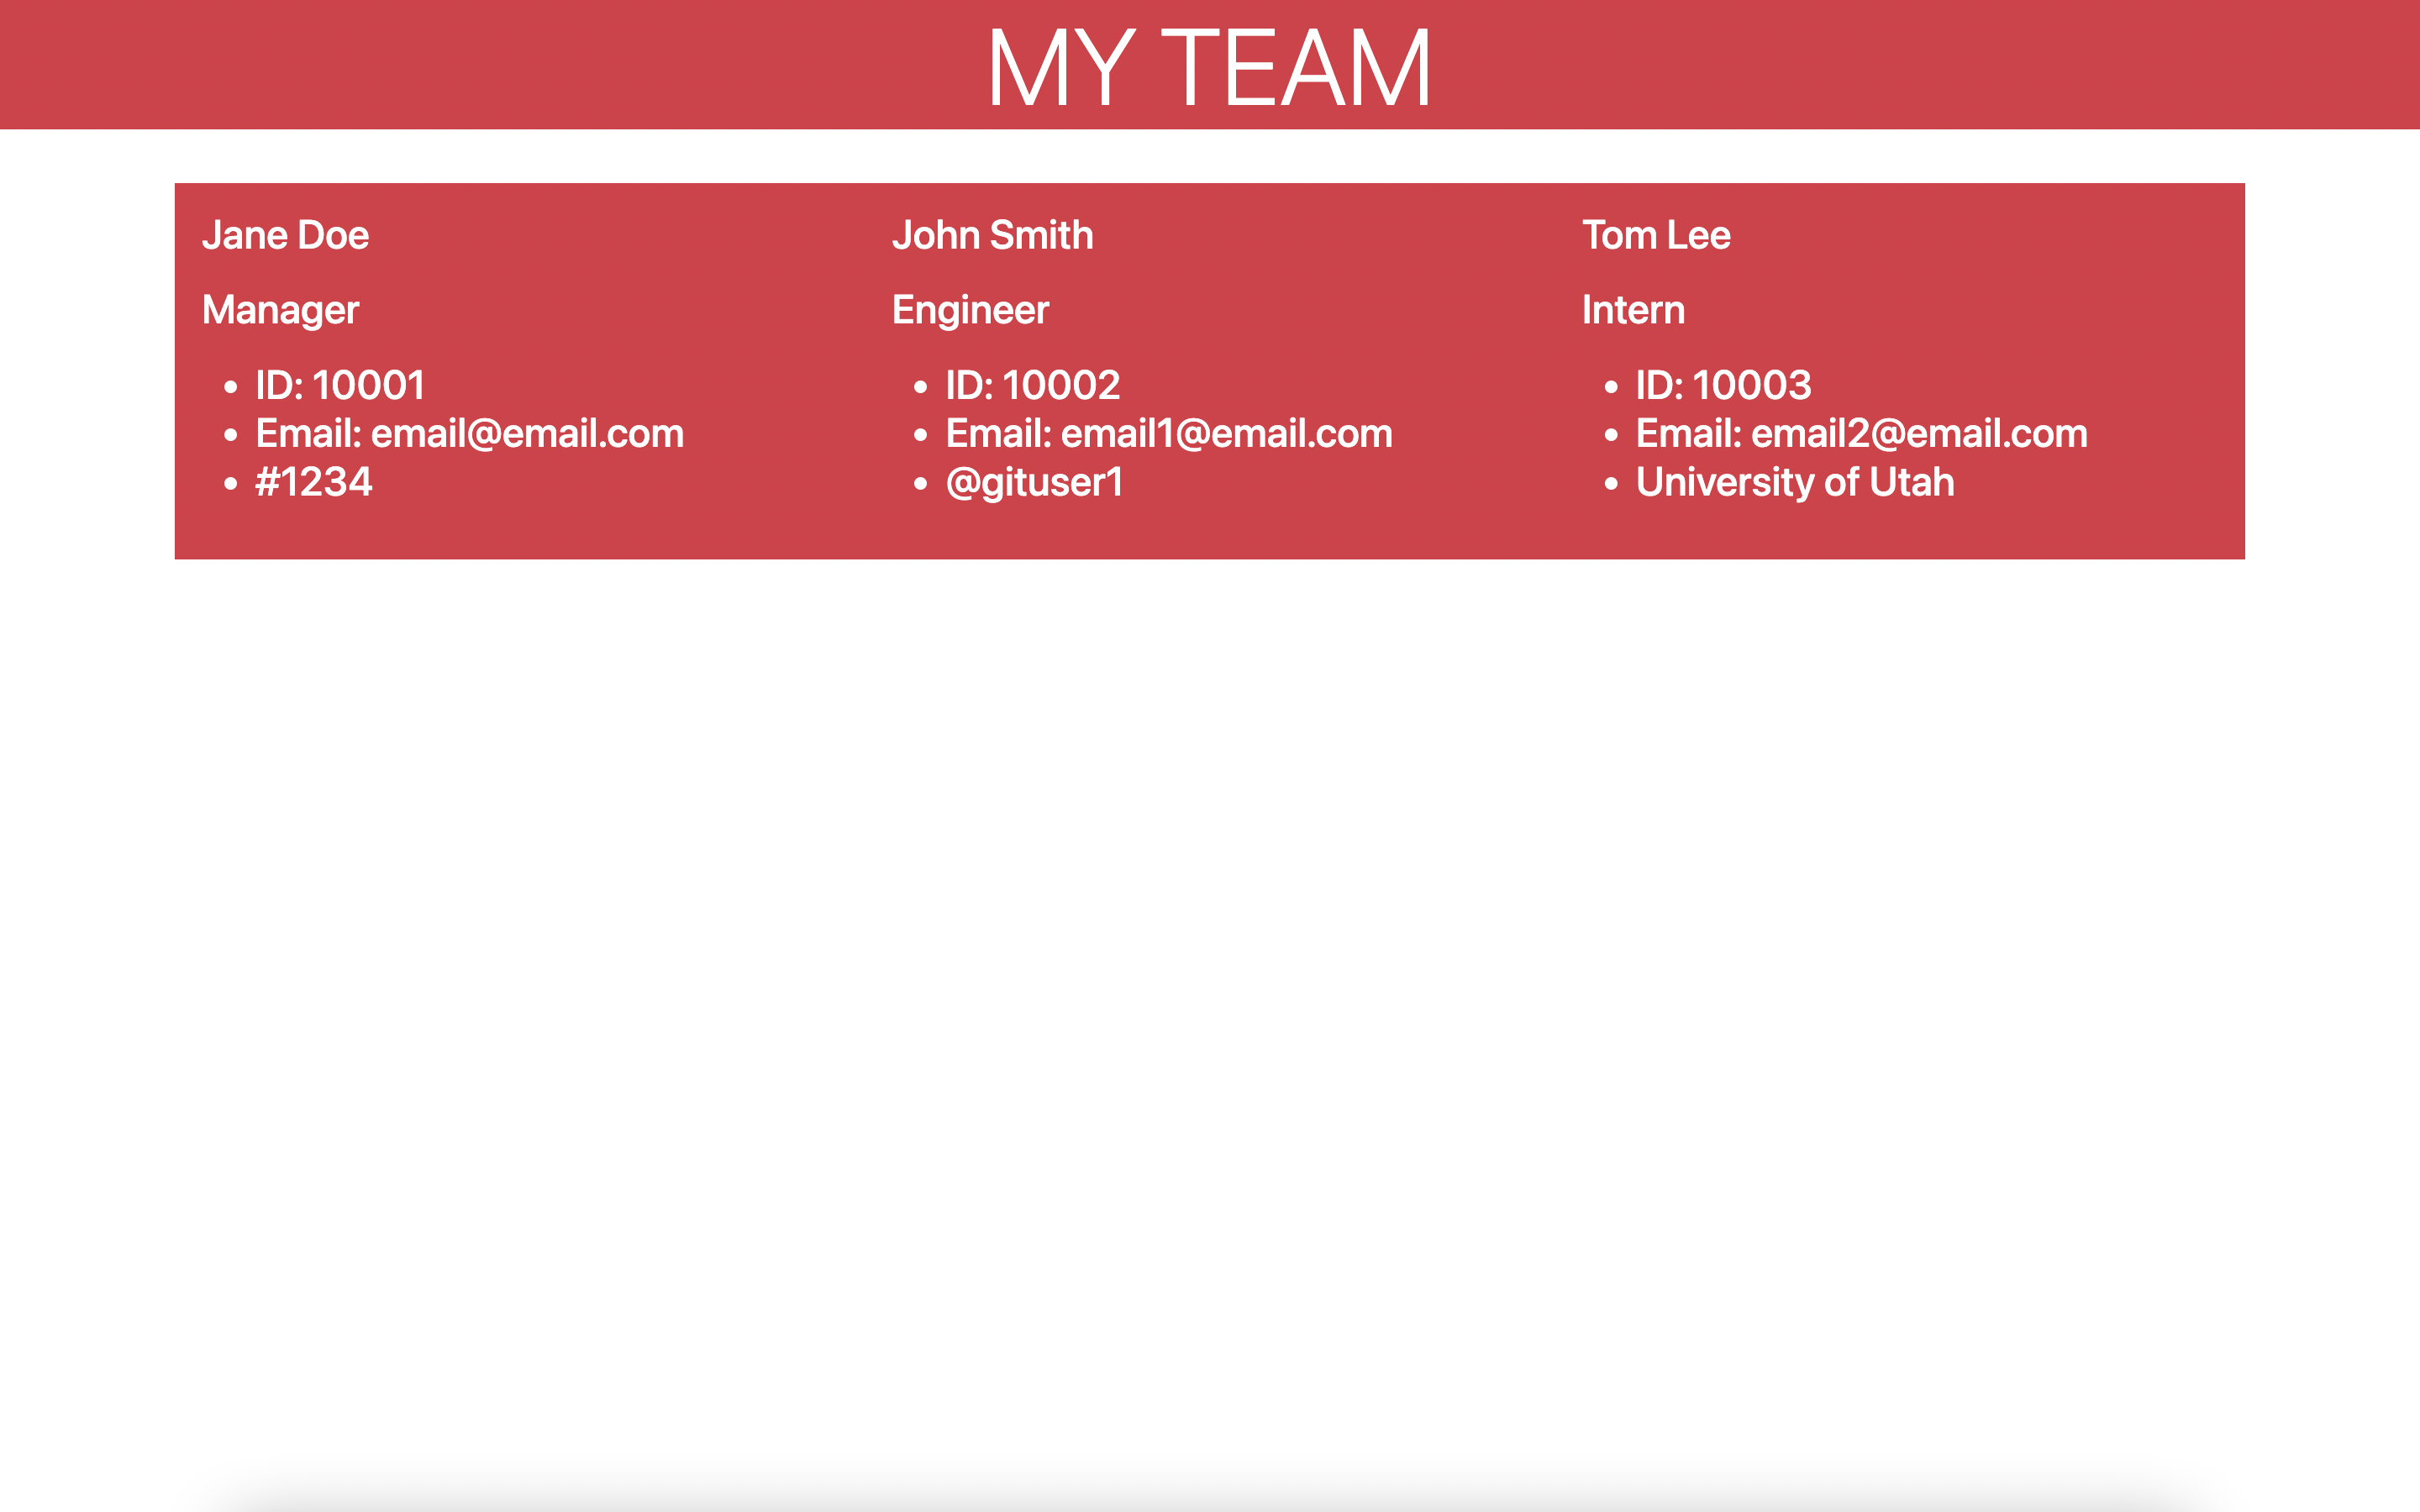 MY TEAM
Jane Doe
Manager
ID: 10001
Email: email@email.com
#1234
John Smith
Engineer
ID: 10002
Email: email1@email.com
@gituser1
Tom Lee
Intern
ID: 10003
Email: email2@email.com
University of Utah